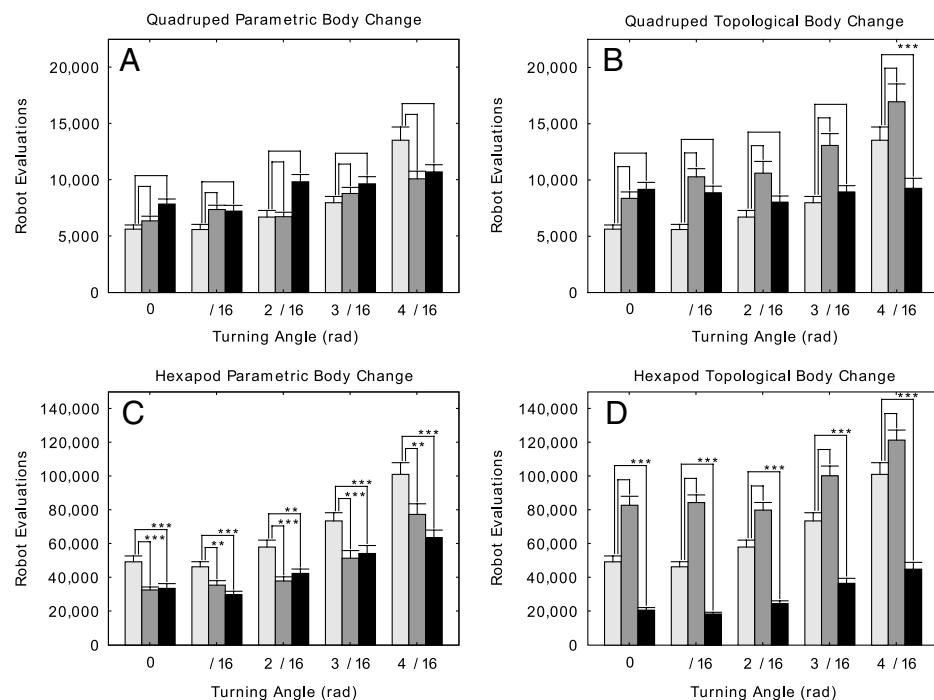 Quadruped Parametric Body Change
A
Robot Evaluations
20,000
15,000
10,000
5,000
0
0 / 16 2 / 16 3 / 16 4 / 16
Turning Angle (rad)
Quadruped Topological Body Change
B
***
Robot Evaluations
20,000
15,000
10,000
5,000
0
0 / 16 2 / 16 3 / 16 4 / 16
Turning Angle (rad)
Hexapod Parametric Body Change
C
Robot Evaluations
140,000
120,000
100,000
80,000
60,000
40,000
20,000
0
*** *** ** *** ***
*** ** *** *** **
0 / 16 2 / 16 3 / 16 4 / 16
Turning Angle (rad)
Hexapod Topological Body Change
D
Robot Evaluations
140,000
120,000
100,000
80,000
60,000
40,000
20,000
0
*** *** *** *** ***
0 / 16 2 / 16 3 / 16 4 / 16
Turning Angle (rad)